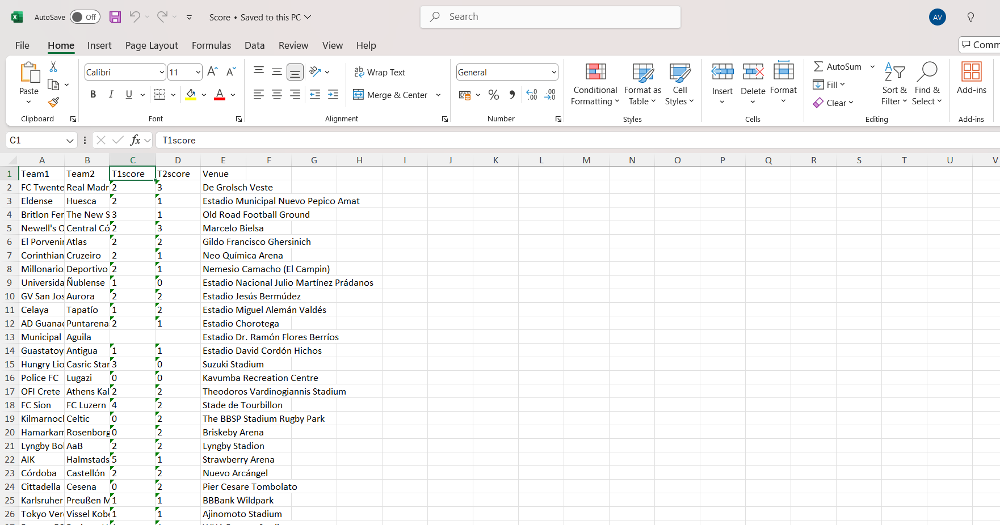 AutoSave Off Score • Saved to this PC Search AV
File Home Insert Page Layout Formulas Data Review View Help Comm
Paste Calibri 11 B I U A Wrap Text Merge & Center General % Conditional Formatting Format as Table Cell Styles Insert Delete Format AutoSum Fill Clear Sort & Filter Find & Select Add-ins
Clipboard Font Alignment Number Styles Cells Editing Add-ins
C1 fx T1score
A B C D E F G H I J K L M N O P Q R S T U V
1 Team1 Team2 T1score T2score Venue
2 FC Twente Real Madr 2 3 De Grolsch Veste
3 Eldense Huesca 2 1 Estadio Municipal Nuevo Pepico Amat
4 Britlon Fer The New S 3 1 Old Road Football Ground
5 Newell's O Central Có 2 3 Marcelo Bielsa
6 El Porvenir Atlas 2 2 Gildo Francisco Ghersinich
7 Corinthian Cruzeiro 2 1 Neo Química Arena
8 Millonario Deportivo 2 1 Nemesio Camacho (El Campin)
9 Universida Ñublense 1 0 Estadio Nacional Julio Martínez Prádanos
10 GV San Jos Aurora 2 2 Estadio Jesús Bermúdez
11 Celaya Tapatío 1 2 Estadio Miguel Alemán Valdés
12 AD Guanac Puntarena 2 1 Estadio Chorotega
13 Municipal Aguila Estadio Dr. Ramón Flores Berríos
14 Guastatoy Antigua 1 1 Estadio David Cordón Hichos
15 Hungry Lio Casric Star 3 0 Suzuki Stadium
16 Police FC Lugazi 0 0 Kavumba Recreation Centre
17 OFI Crete Athens Kal 2 2 Theodoros Vardinogiannis Stadium
18 FC Sion FC Luzern 4 2 Stade de Tourbillon
19 Kilmarnocl Celtic 0 2 The BBSP Stadium Rugby Park
20 Hamarkam Rosenborg 0 2 Briskeby Arena
21 Lyngby Bol AaB 2 2 Lyngby Stadion
22 AIK Halmstads 5 1 Strawberry Arena
23 Córdoba Castellón 2 2 Nuevo Arcángel
24 Cittadella Cesena 0 2 Pier Cesare Tombolato
25 Karlsruher Preußen M 1 1 BBBank Wildpark
26 Tokyo Ver Vissel Kobe 1 1 Ajinomoto Stadium